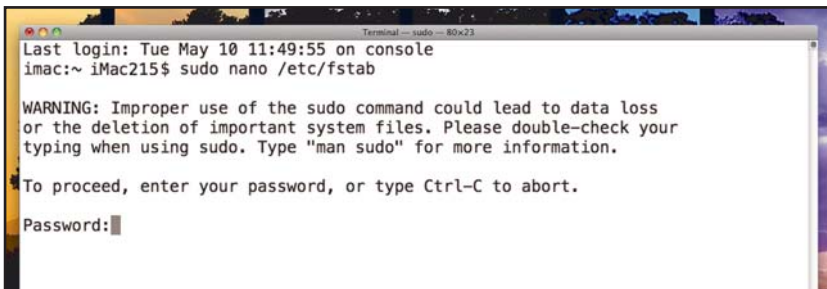 Terminal — sudo — 80×23
Last login: Tue May 10 11:49:55 on console
imac:~ iMac215$ sudo nano /etc/fstab
WARNING: Improper use of the sudo command could lead to data loss
or the deletion of important system files. Please double-check your
typing when using sudo. Type "man sudo" for more information.
To proceed, enter your password, or type Ctrl-C to abort.
Password: